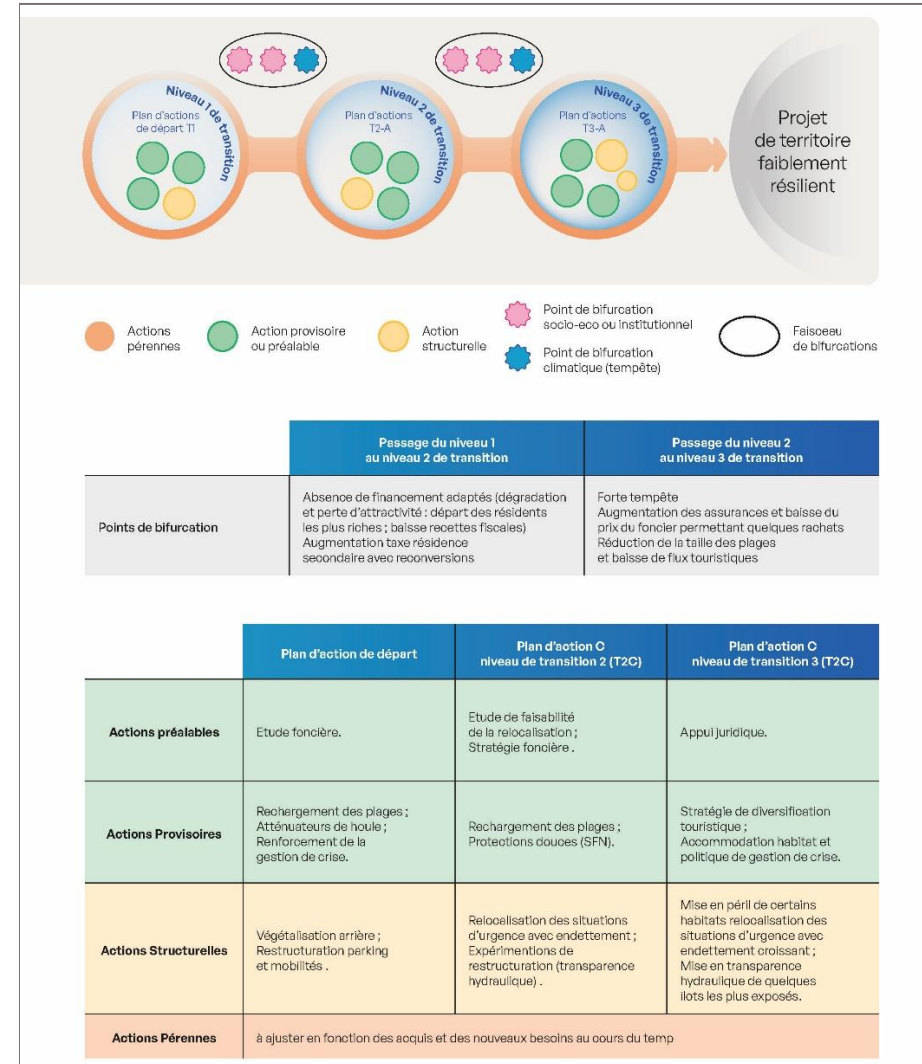 Niveau 1 de transition
Plan d'actions
de départ T1
Niveau 2 de transition
Plan d'actions
T2-A
Niveau 3 de transition
Plan d'actions
T3-A
Projet
de territoire
faiblement
résilient
Actions
pérennes
Action provisoire
ou préalable
Action
structurelle
Point de bifurcation
socio-eco ou institutionnel
Point de bifurcation
climatique (tempête)
Faisceau
de bifurcations
Passage du niveau 1
au niveau 2 de transition
Passage du niveau 2
au niveau 3 de transition
Points de bifurcation
Absence de financement adaptés (dégradation
et perte d'attractivité : départ des résidents
les plus riches ; baisse recettes fiscales)
Augmentation taxe résidence
secondaire avec reconversions
Forte tempête
Augmentation des assurances et baisse du
prix du foncier permettant quelques rachats
Réduction de la taille des plages
et baisse de flux touristiques
Plan d'action de départ
Plan d'action C
niveau de transition 2 (T2C)
Plan d'action C
niveau de transition 3 (T2C)
Actions préalables
Etude foncière.
Etude de faisabilité
de la relocalisation ;
Stratégie foncière .
Appui juridique.
Actions Provisoires
Rechargement des plages ;
Atténuateurs de houle ;
Renforcement de la
gestion de crise.
Rechargement des plages ;
Protections douces (SFN).
Stratégie de diversification
touristique ;
Accommodation habitat et
politique de gestion de crise.
Actions Structurelles
Végétalisation arrière ;
Restructuration parking
et mobilités .
Relocalisation des situations
d'urgence avec endettement ;
Expérimentions de
restructuration (transparence
hydraulique) .
Mise en péril de certains
habitats relocalisation des
situations d'urgence avec
endettement croissant ;
Mise en transparence
hydraulique de quelques
ilots les plus exposés.
Actions Pérennes
à ajuster en fonction des acquis et des nouveaux besoins au cours du temp